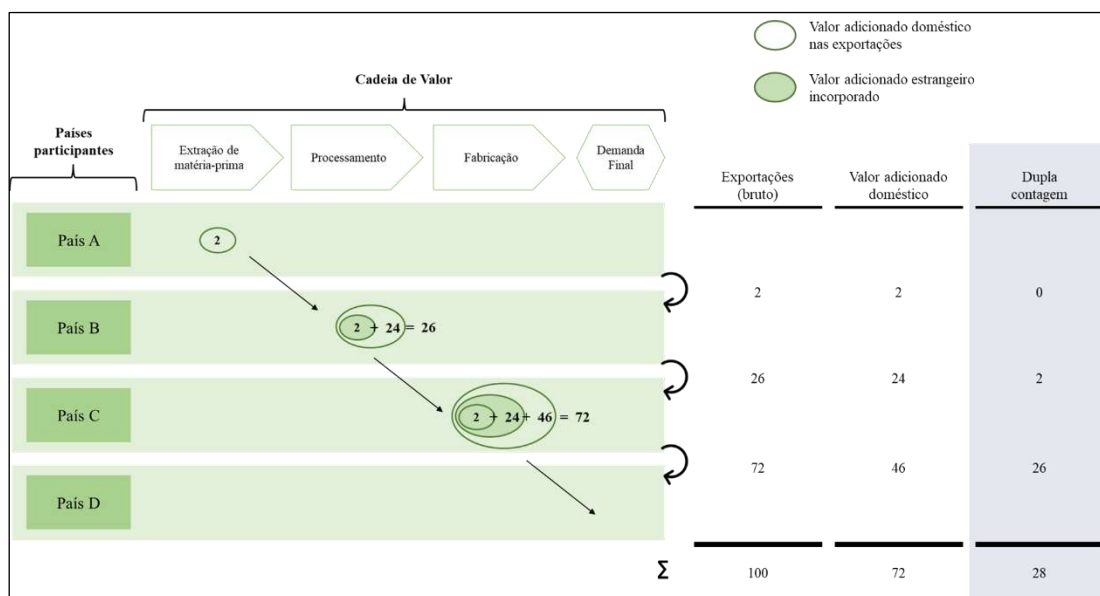 Valor adicionado doméstico
nas exportações
Valor adicionado estrangeiro
incorporado
Cadeia de Valor
Países
participantes
Extração de
matéria-prima
Processamento
Fabricação
Demanda
Final
Exportações
(bruto)
Valor adicionado
doméstico
Dupla
contagem
País A
2
2
2
0
País B
2 + 24 = 26
26
24
2
País C
2 + 24 + 46 = 72
72
46
26
País D
Σ
100
72
28